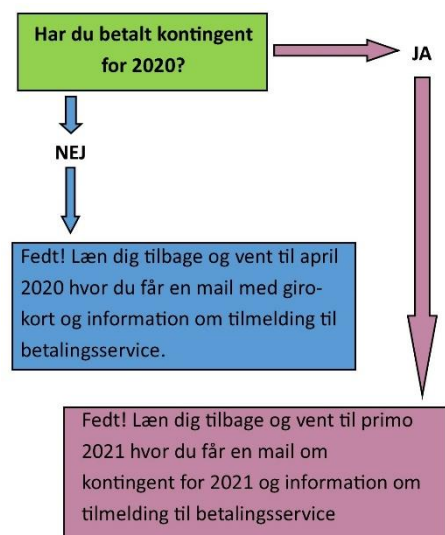 Har du betalt kontingent
for 2020?
JA
NEJ
Fedt! Læn dig tilbage og vent til april
2020 hvor du får en mail med giro-
kort og information om tilmelding til
betalingsservice.
Fedt! Læn dig tilbage og vent til primo
2021 hvor du får en mail om
kontingent for 2021 og information om
tilmelding til betalingsservice